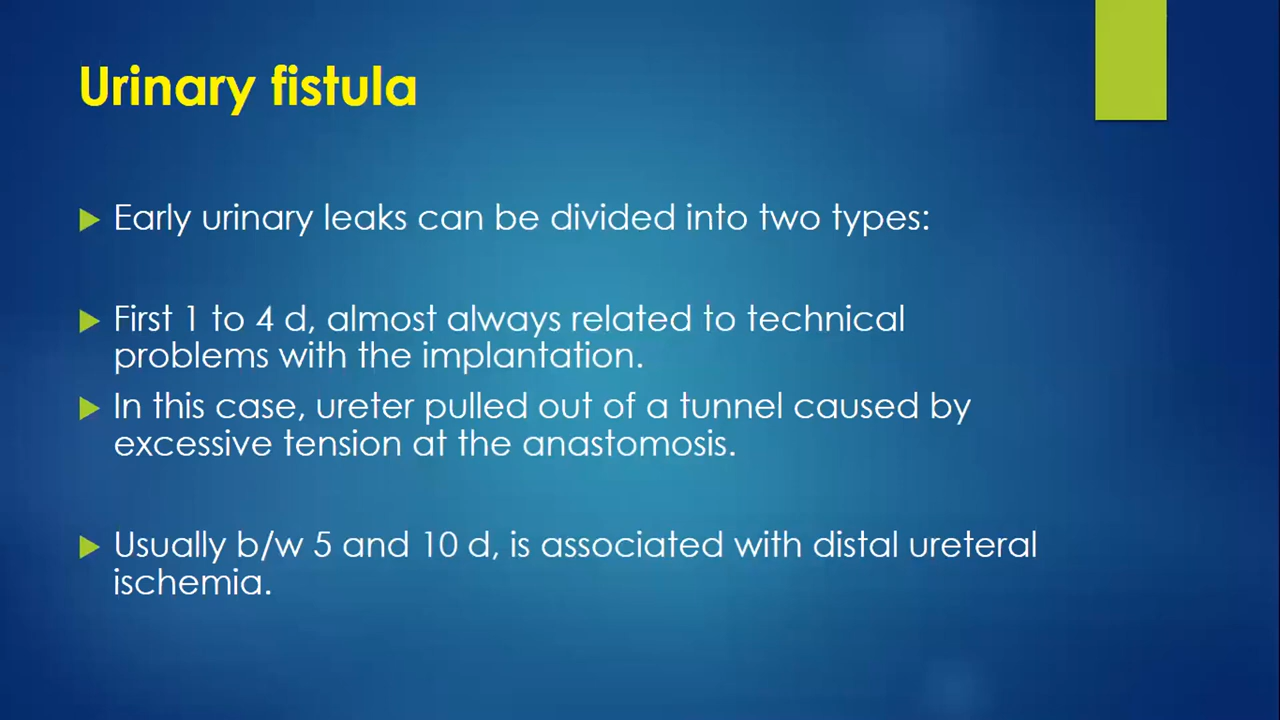 Urinary fistula
Early urinary leaks can be divided into two types:
First 1 to 4 d, almost always related to technical
problems with the implantation.
In this case, ureter pulled out of a tunnel caused by
excessive tension at the anastomosis.
Usually b/w 5 and 10 d, is associated with distal ureteral
ischemia.